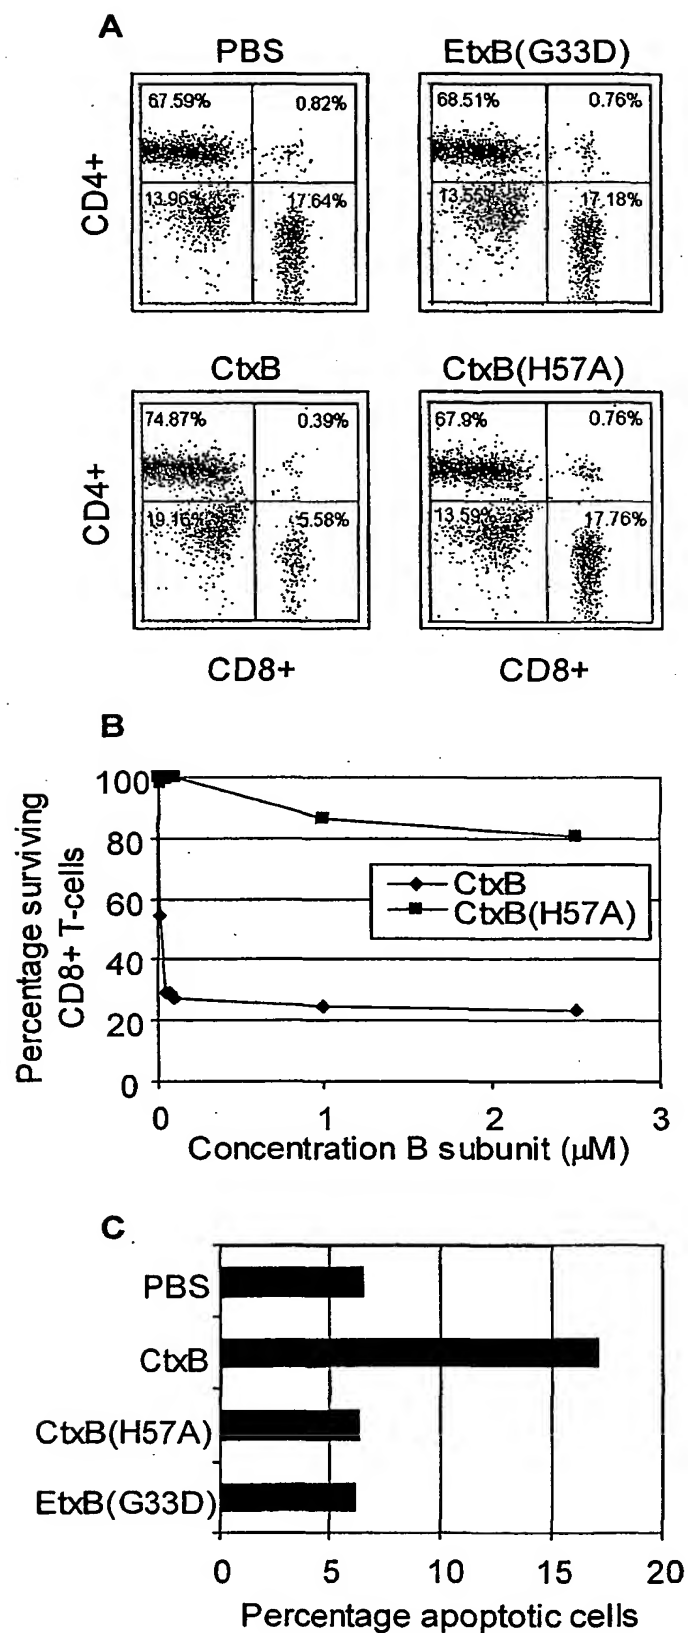 A
PBS
EtxB(G33D)
CD4+
67.59%
0.82%
13.96%
17.64%
68.51%
0.76%
17.18%
CtxB
CtxB(H57A)
CD4+
74.87%
0.39%
19.16%
5.58%
67.9%
0.76%
13.59%
17.76%
CD8+
CD8+
B
Percentage surviving
CD8+ T-cells
100
80
60
40
20
0
CtxB
CtxB(H57A)
0
1
2
3
Concentration B subunit (µM)
C
PBS
CtxB
CtxB(H57A)
EtxB(G33D)
0
5
10
15
20
Percentage apoptotic cells